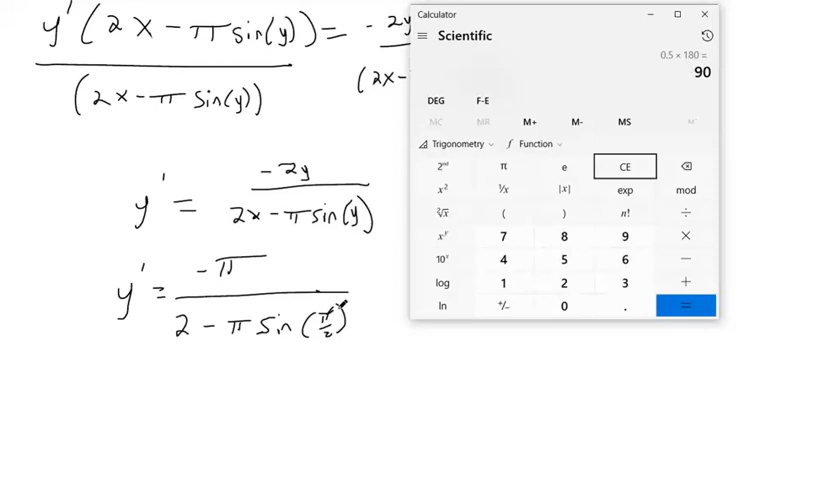 y' (2x - π sin(y)) = -2y
(2x - π sin(y)) (2x-
y' = -2y
2x - π sin(y)
y' = -π
2 - π sin(π/2)
Calculator
Scientific
0.5 × 180 =
90
DEG F-E
MC MR M+ M- MS
Trigonometry f Function
2nd π e CE
x² ¹/x |x| exp mod
²√x ( ) n! ÷
xʸ 7 8 9 ×
10ˣ 4 5 6 −
log 1 2 3 +
ln +/− 0 . =